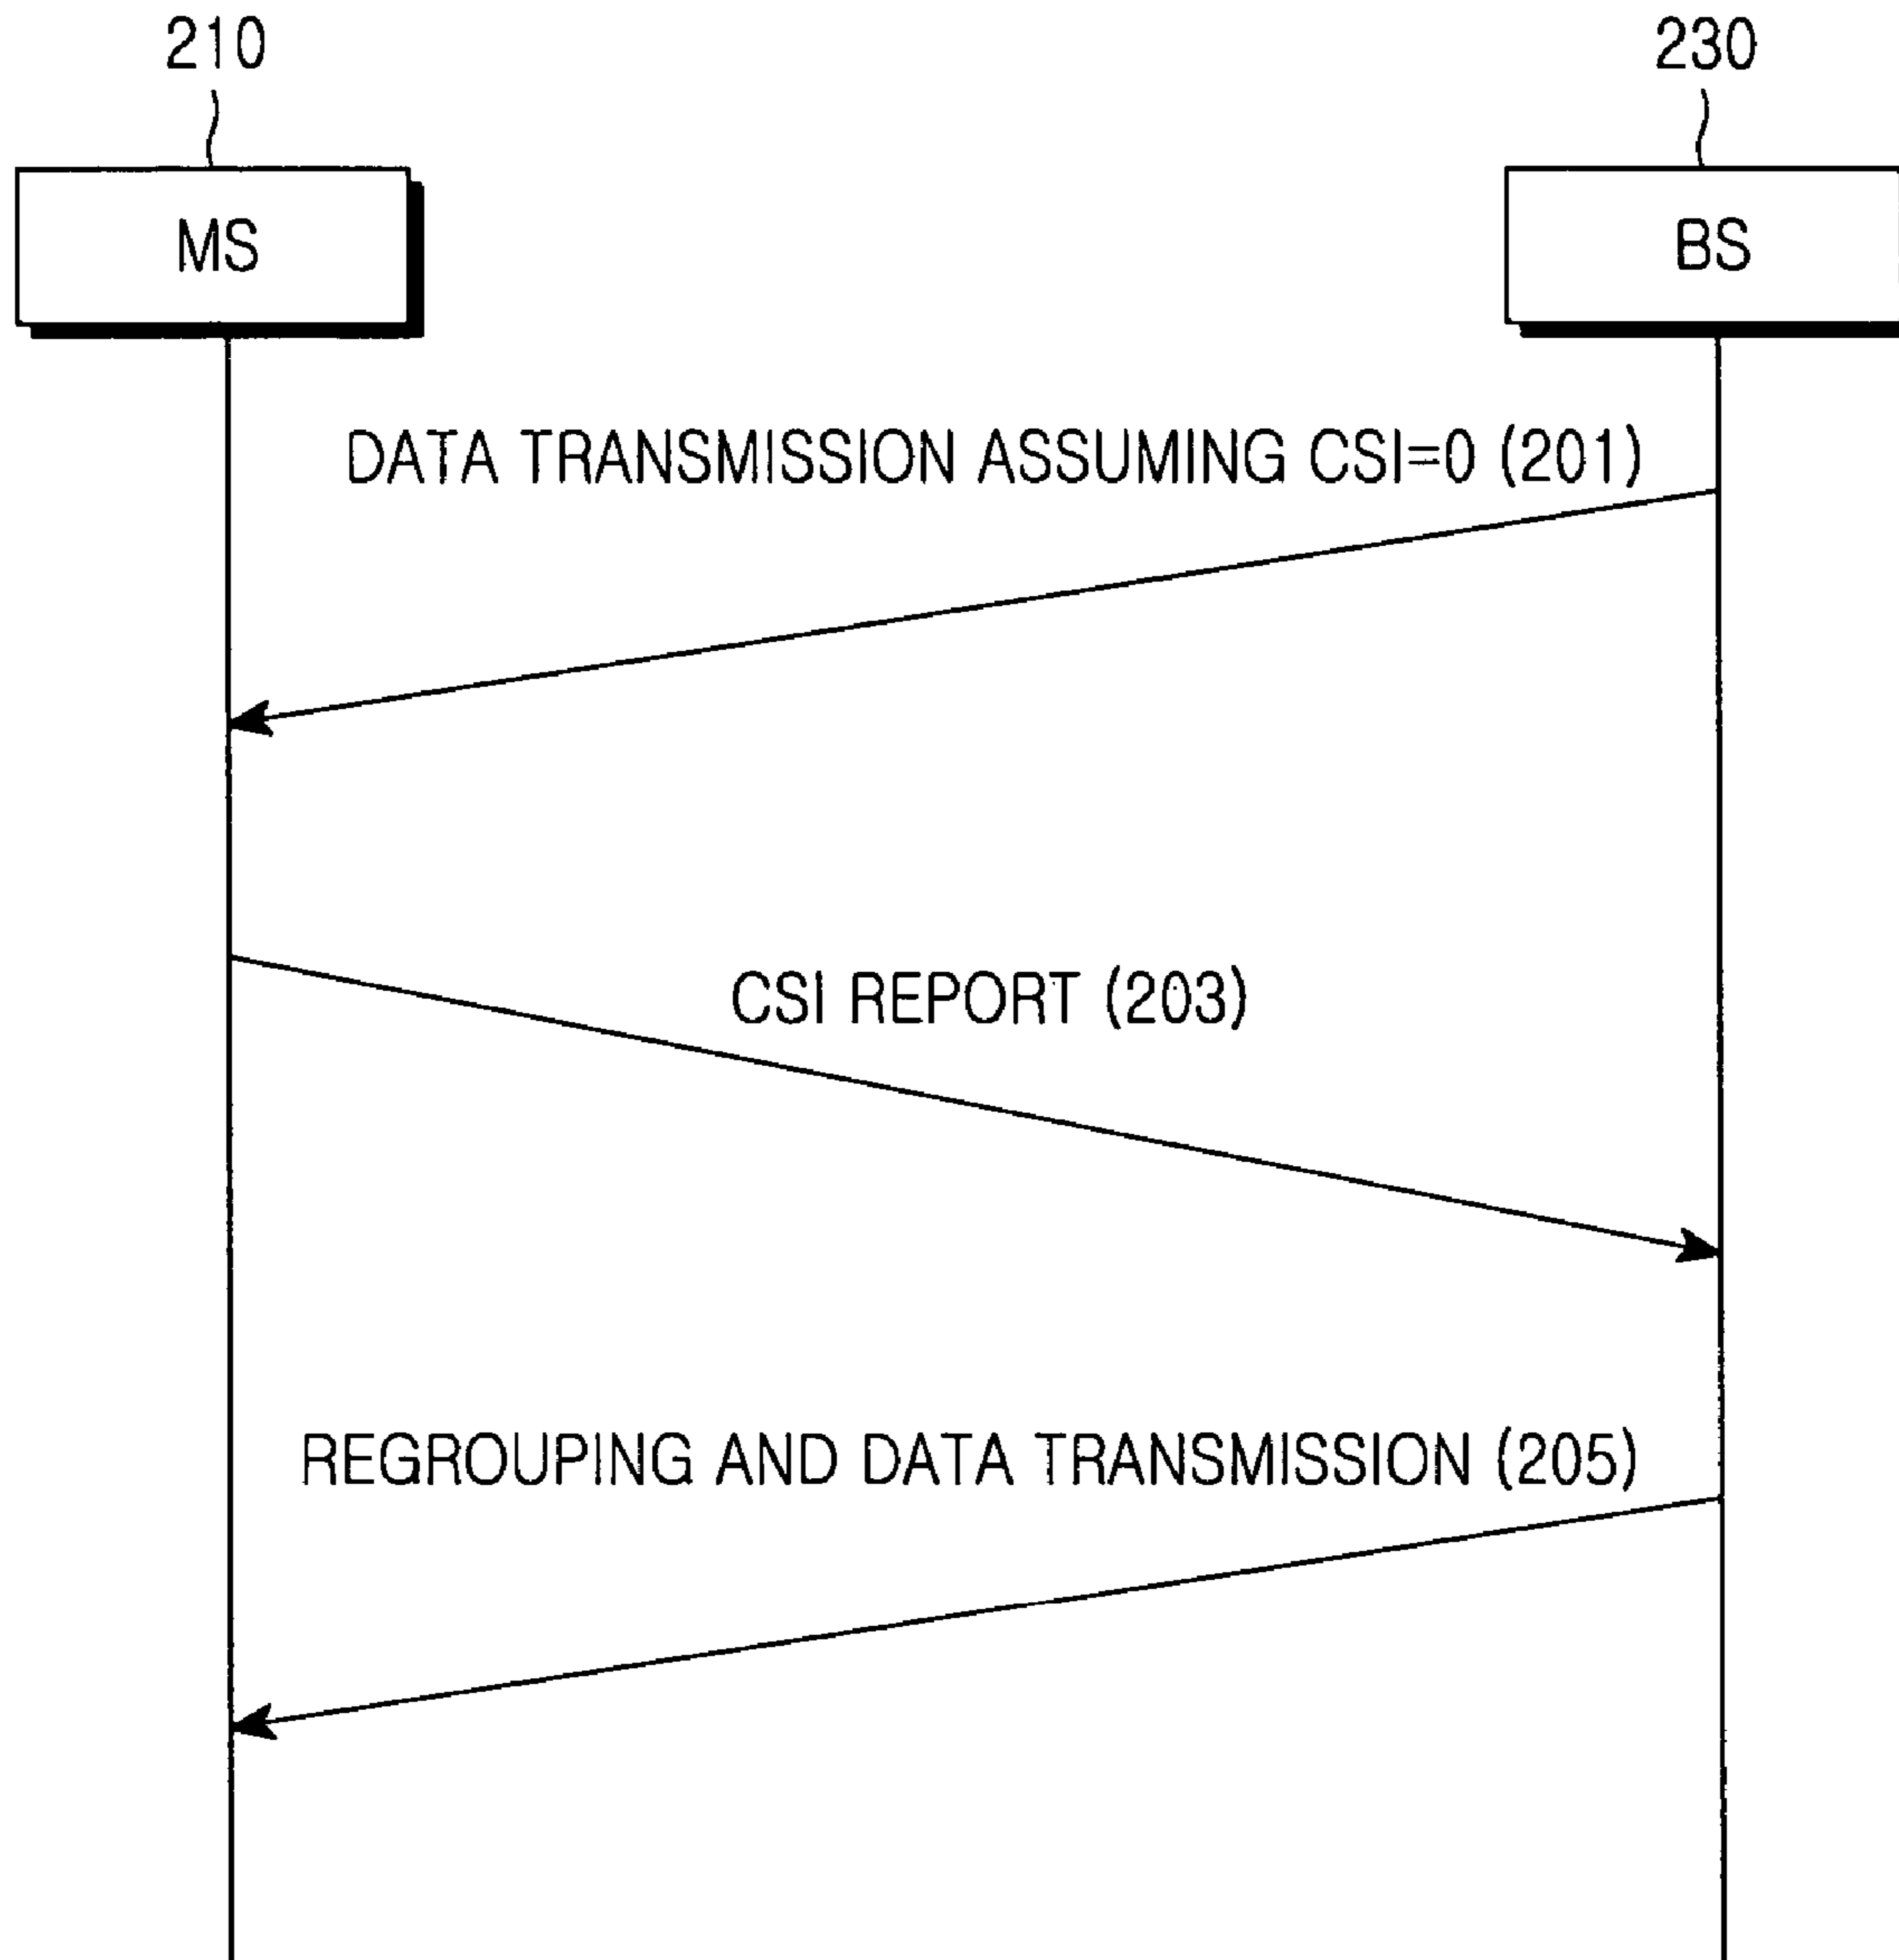 210
230
MS
BS
DATA TRANSMISSION ASSUMING CSI=0 (201)
CSI REPORT (203)
REGROUPING AND DATA TRANSMISSION (205)